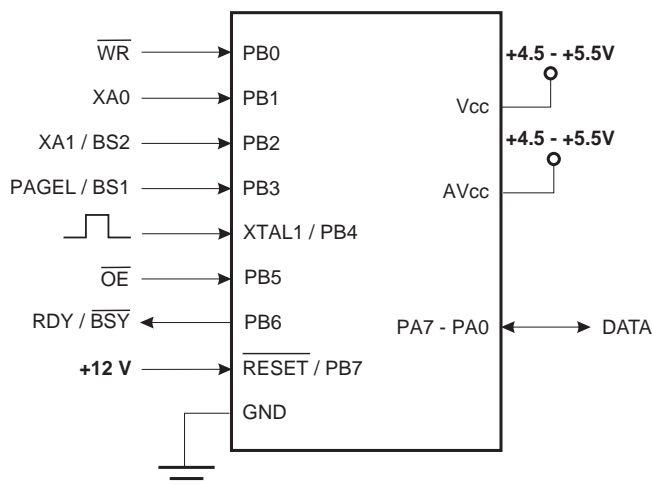 WR
PB0
+4.5 - +5.5V
XA0
PB1
Vcc
XA1 / BS2
PB2
+4.5 - +5.5V
PAGEL / BS1
PB3
AVcc
XTAL1 / PB4
OE
PB5
RDY / BSY
PB6
PA7 - PA0
DATA
+12 V
RESET / PB7
GND